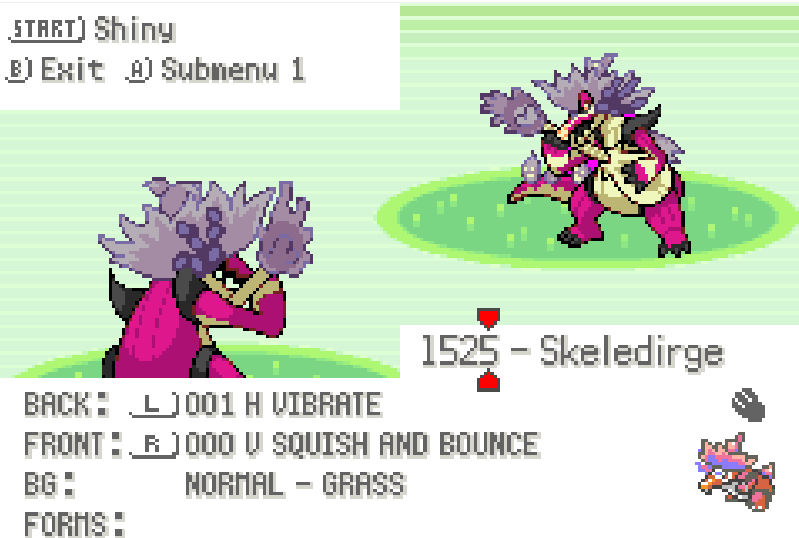 START) Shiny
B) Exit A) Submenu 1
1525 - Skeledirge
BACK: L)001 H VIBRATE
FRONT: R)000 V SQUISH AND BOUNCE
BG: NORMAL - GRASS
FORMS: